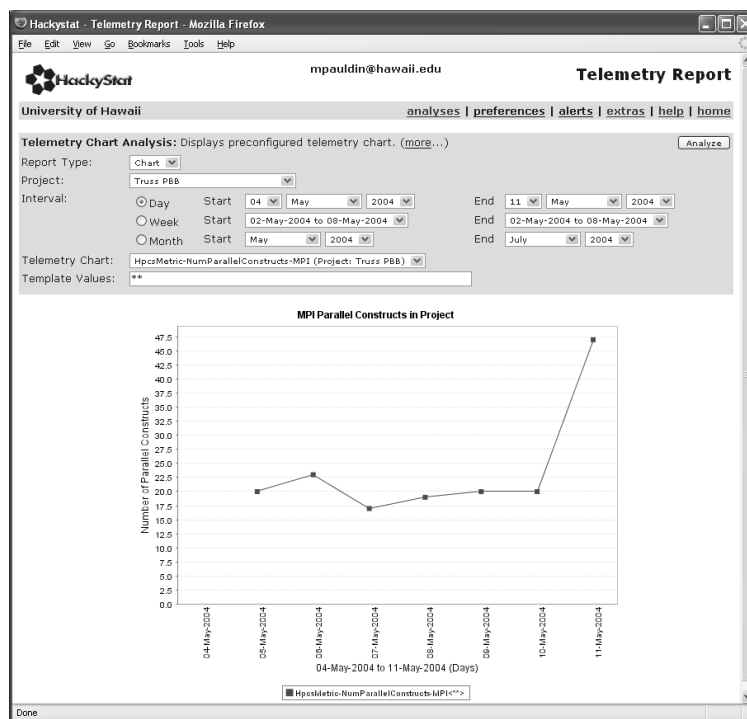 Hackystat - Telemetry Report - Mozilla Firefox
File Edit View Go Bookmarks Tools Help
HackyStat
mpauldin@hawaii.edu
Telemetry Report
University of Hawaii
analyses | preferences | alerts | extras | help | home
Telemetry Chart Analysis: Displays preconfigured telemetry chart. (more...)
Analyze
Report Type: Chart
Project: Truss PBB
Interval: Day Start 04 May 2004 End 11 May 2004
Week Start 02-May-2004 to 08-May-2004 End 02-May-2004 to 08-May-2004
Month Start May 2004 End July 2004
Telemetry Chart: HpcsMetric-NumParallelConstructs-MPI (Project: Truss PBB)
Template Values: **
MPI Parallel Constructs in Project
Number of Parallel Constructs
47.5
45.0
42.5
40.0
37.5
35.0
32.5
30.0
27.5
25.0
22.5
20.0
17.5
15.0
12.5
10.0
7.5
5.0
2.5
0.0
04-May-2004
05-May-2004
06-May-2004
07-May-2004
08-May-2004
09-May-2004
10-May-2004
11-May-2004
04-May-2004 to 11-May-2004 (Days)
HpcsMetric-NumParallelConstructs-MPI<**>
Done